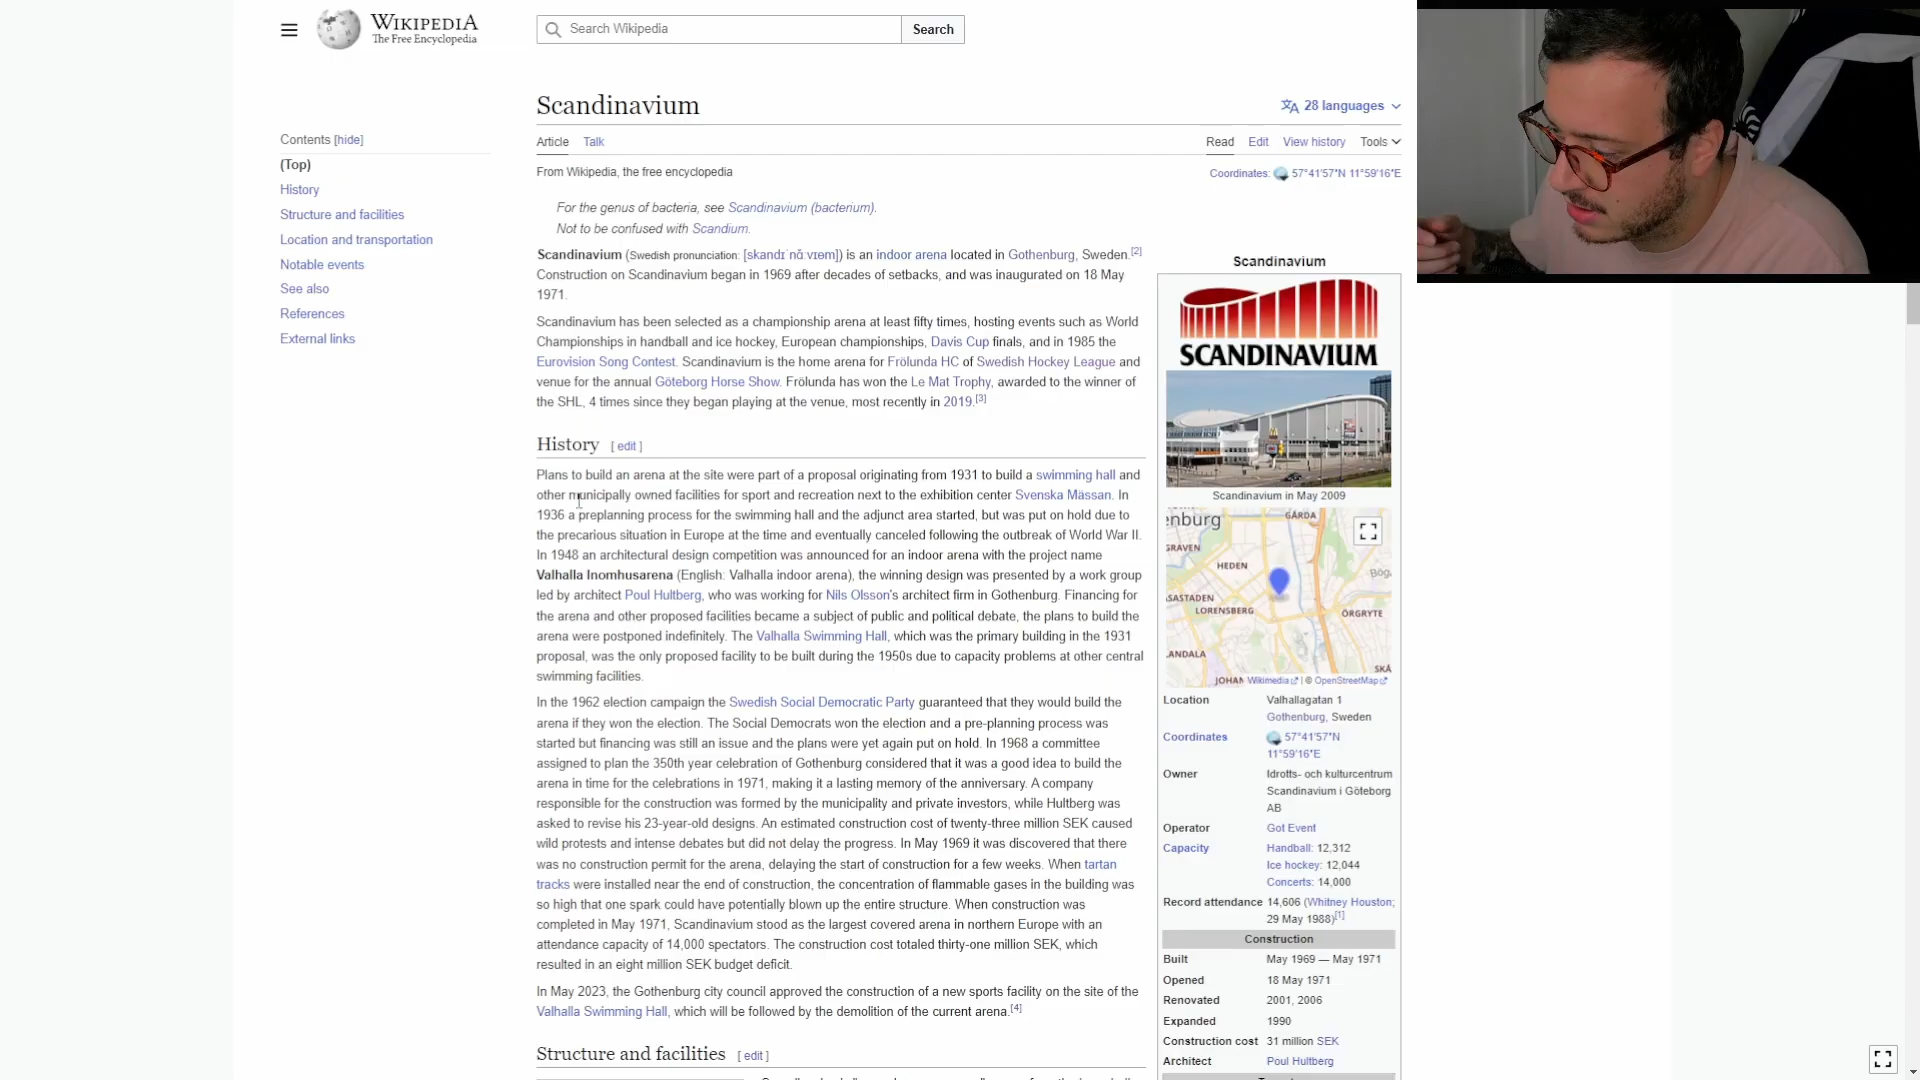 WIKIPEDIA
The Free Encyclopedia
Search Wikipedia
Search
Contents [hide]
(Top)
History
Structure and facilities
Location and transportation
Notable events
See also
References
External links
Scandinavium
28 languages
Article Talk
Read Edit View history Tools
From Wikipedia, the free encyclopedia
Coordinates: 57°41′57″N 11°59′16″E
For the genus of bacteria, see Scandinavium (bacterium).
Not to be confused with Scandium.
Scandinavium (Swedish pronunciation: is an indoor arena located in Gothenburg, Sweden.[2]
Construction on Scandinavium began in 1969 after decades of setbacks, and was inaugurated on 18 May
1971.
Scandinavium has been selected as a championship arena at least fifty times, hosting events such as World
Championships in handball and ice hockey, European championships, Davis Cup finals, and in 1985 the
Eurovision Song Contest. Scandinavium is the home arena for Frölunda HC of Swedish Hockey League and
venue for the annual Göteborg Horse Show. Frölunda has won the Le Mat Trophy, awarded to the winner of
the SHL, 4 times since they began playing at the venue, most recently in 2019.[3]
History [ edit ]
Plans to build an arena at the site were part of a proposal originating from 1931 to build a swimming hall and
other municipally owned facilities for sport and recreation next to the exhibition center Svenska Mässan. In
1936 a preplanning process for the swimming hall and the adjunct area started, but was put on hold due to
the precarious situation in Europe at the time and eventually canceled following the outbreak of World War II.
In 1948 an architectural design competition was announced for an indoor arena with the project name
Valhalla Inomhusarena (English: Valhalla indoor arena), the winning design was presented by a work group
led by architect Poul Hultberg, who was working for Nils Olsson's architect firm in Gothenburg. Financing for
the arena and other proposed facilities became a subject of public and political debate, the plans to build the
arena were postponed indefinitely. The Valhalla Swimming Hall, which was the primary building in the 1931
proposal, was the only proposed facility to be built during the 1950s due to capacity problems at other central
swimming facilities.
In the 1962 election campaign the Swedish Social Democratic Party guaranteed that they would build the
arena if they won the election. The Social Democrats won the election and a pre-planning process was
started but financing was still an issue and the plans were yet again put on hold. In 1968 a committee
assigned to plan the 350th year celebration of Gothenburg considered that it was a good idea to build the
arena in time for the celebrations in 1971, making it a lasting memory of the anniversary. A company
responsible for the construction was formed by the municipality and private investors, while Hultberg was
asked to revise his 23-year-old designs. An estimated construction cost of twenty-three million SEK caused
wild protests and intense debates but did not delay the progress. In May 1969 it was discovered that there
was no construction permit for the arena, delaying the start of construction for a few weeks. When tartan
tracks were installed near the end of construction, the concentration of flammable gases in the building was
so high that one spark could have potentially blown up the entire structure. When construction was
completed in May 1971, Scandinavium stood as the largest covered arena in northern Europe with an
attendance capacity of 14,000 spectators. The construction cost totaled thirty-one million SEK, which
resulted in an eight million SEK budget deficit.
In May 2023, the Gothenburg city council approved the construction of a new sports facility on the site of the
Valhalla Swimming Hall, which will be followed by the demolition of the current arena.[4]
Structure and facilities [ edit ]
Scandinavium
SCANDINAVIUM
Scandinavium in May 2009
enburg GÅRDA
GRAVEN
HEDEN
Bög
ASASTADEN
LORENSBERG ÖRGRYTE
LANDALA
SKÅ
JOHAN Wikimedia | © OpenStreetMap
Location Valhallagatan 1
Gothenburg, Sweden
Coordinates 57°41′57″N
11°59′16″E
Owner Idrotts- och kulturcentrum
Scandinavium i Göteborg
AB
Operator Got Event
Capacity Handball: 12,312
Ice hockey: 12,044
Concerts: 14,000
Record attendance 14,606 (Whitney Houston;
29 May 1988)[1]
Construction
Built May 1969 — May 1971
Opened 18 May 1971
Renovated 2001, 2006
Expanded 1990
Construction cost 31 million SEK
Architect Poul Hultberg